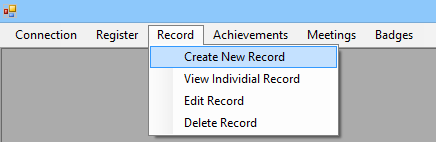 Connection Register Record Achievements Meetings Badges
Create New Record
View Individial Record
Edit Record
Delete Record